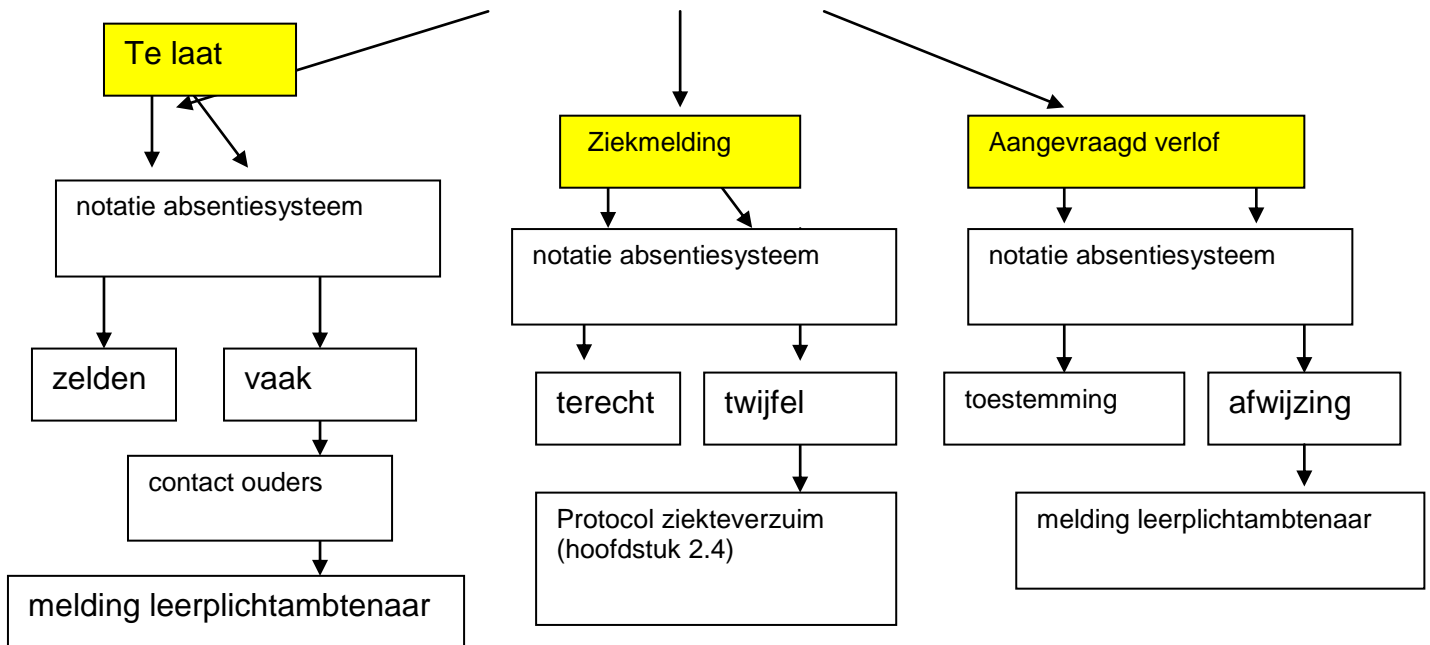 Te laat
notatie absentiesysteem
zelden
vaak
contact ouders
melding leerplichtambtenaar
Ziekmelding
notatie absentiesysteem
terecht
twijfel
Protocol ziekteverzuim
(hoofdstuk 2.4)
Aangevraagd verlof
notatie absentiesysteem
toestemming
afwijzing
melding leerplichtambtenaar